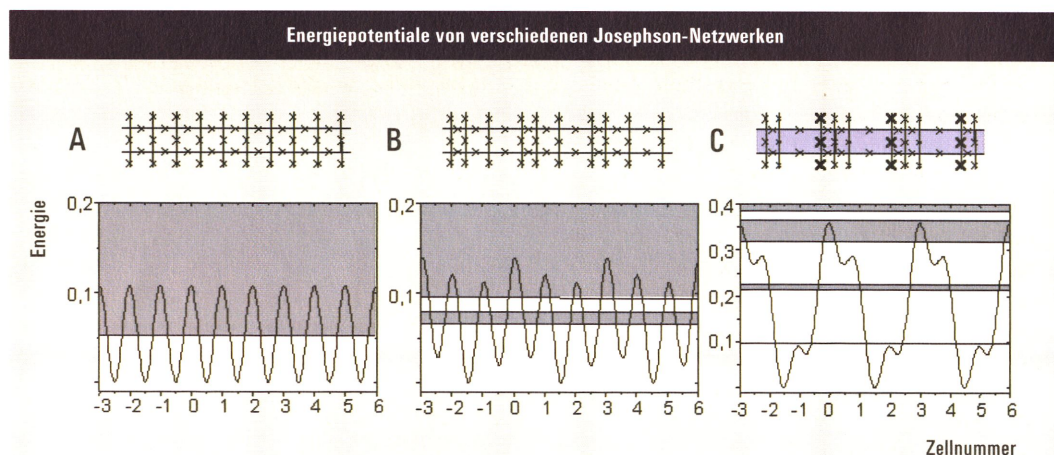 Energiepotentiale von verschiedenen Josephson-Netzwerken
A B C
Energie
0,2 0,2 0,4
0,3
0,1 0,1 0,2
0,1
-3 -2 -1 0 1 2 3 4 5 6 -3 -2 -1 0 1 2 3 4 5 6 -3 -2 -1 0 1 2 3 4 5 6
Zellnummer